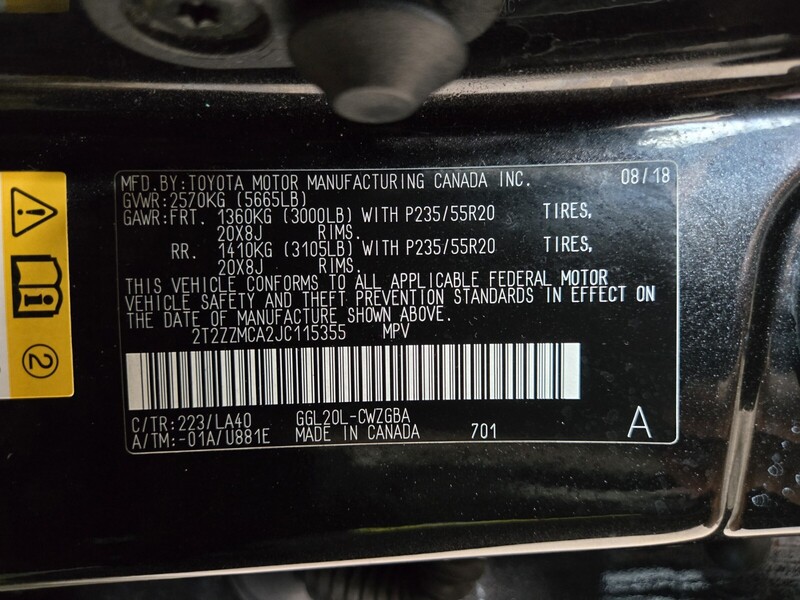 MFD.BY:TOYOTA MOTOR MANUFACTURING CANADA INC. 08/18
GVWR:2570KG (5665LB)
GAWR:FRT. 1360KG (3000LB) WITH P235/55R20 TIRES,
20X8J RIMS.
RR. 1410KG (3105LB) WITH P235/55R20 TIRES,
20X8J RIMS.
THIS VEHICLE CONFORMS TO ALL APPLICABLE FEDERAL MOTOR
VEHICLE SAFETY AND THEFT PREVENTION STANDARDS IN EFFECT ON
THE DATE OF MANUFACTURE SHOWN ABOVE.
2T2ZZMCA2JC115355 MPV
C/TR:223/LA40 GGL20L-CWZGBA
A/TM:-01A/U881E MADE IN CANADA 701 A
2